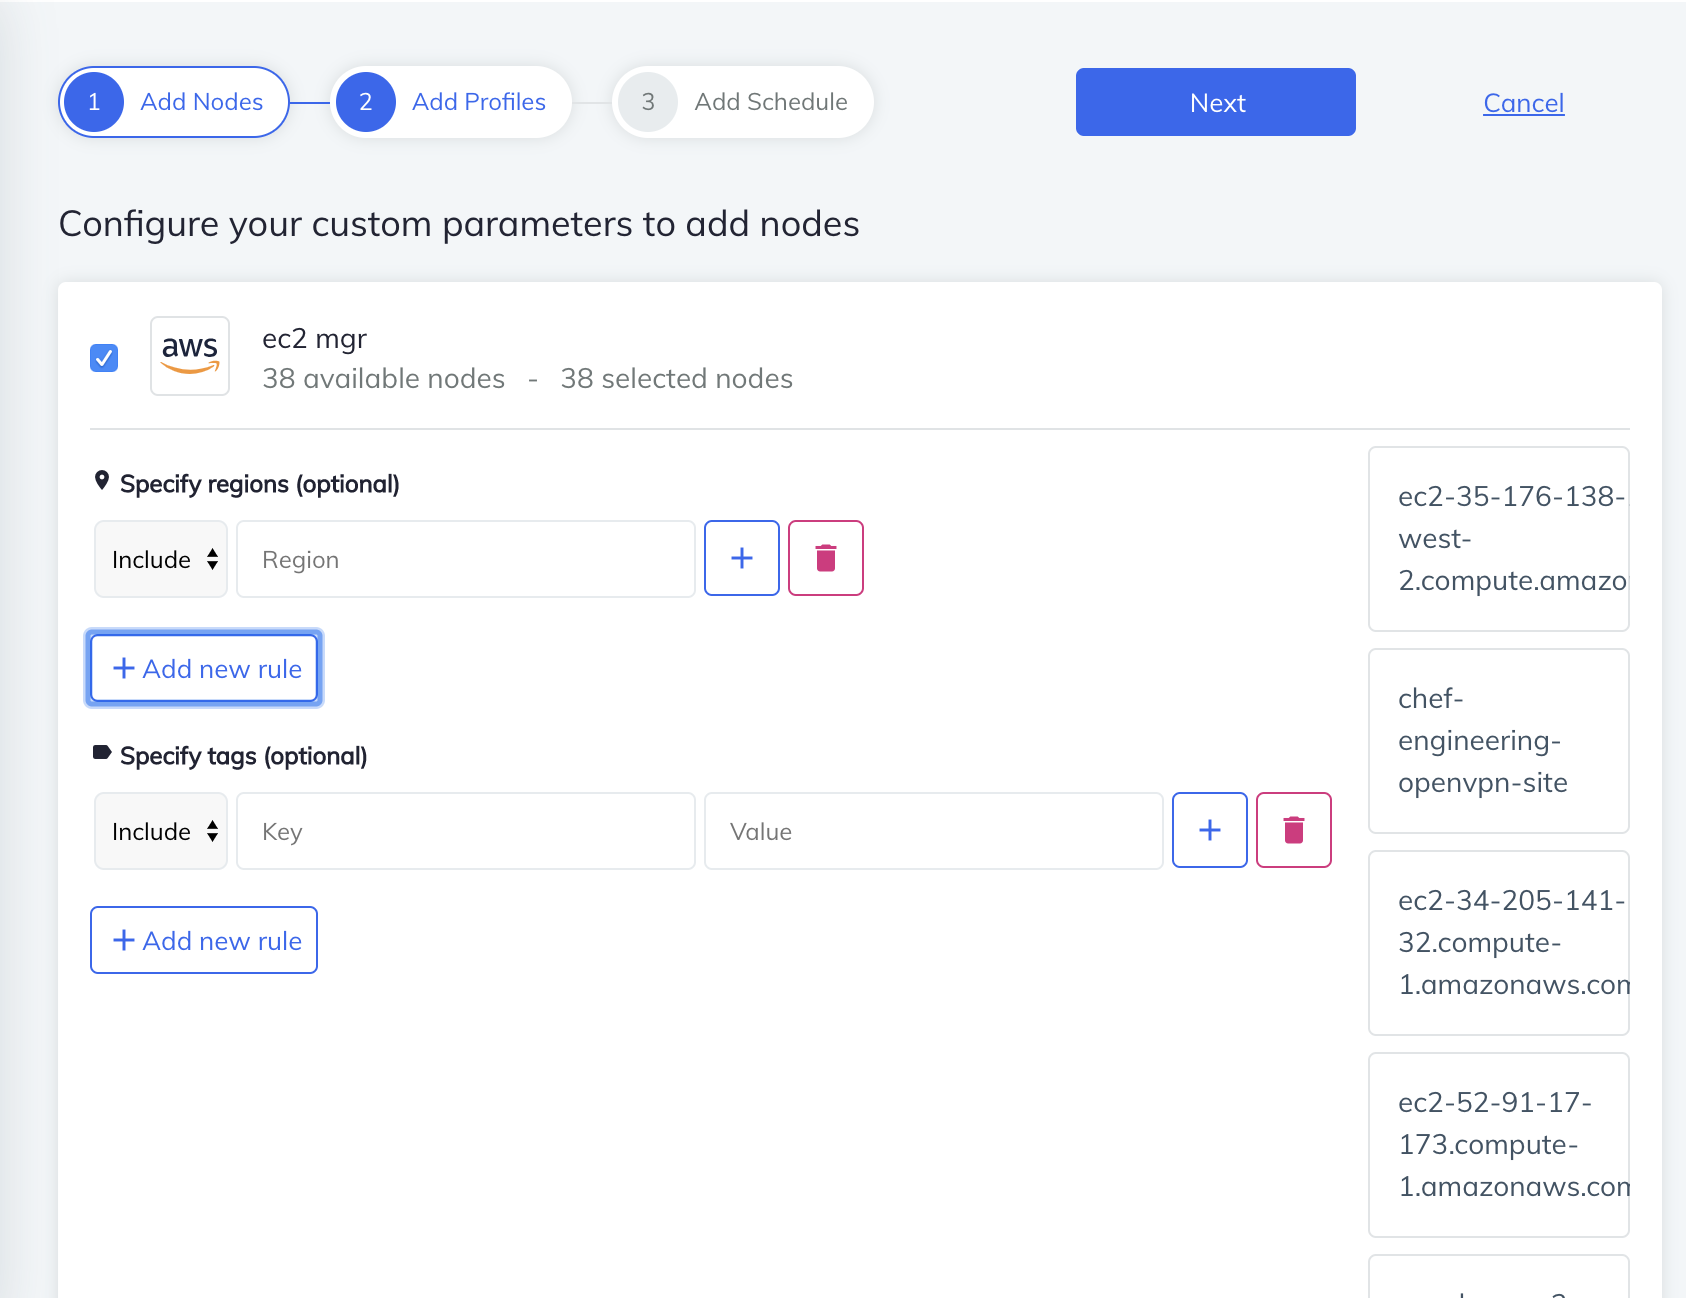 1 Add Nodes
2 Add Profiles
3 Add Schedule
Next
Cancel
Configure your custom parameters to add nodes
aws
ec2 mgr
38 available nodes - 38 selected nodes
Specify regions (optional)
Include
Region
+
+ Add new rule
Specify tags (optional)
Include
Key
Value
+
+ Add new rule
ec2-35-176-138-
west-
2.compute.amazo
chef-
engineering-
openvpn-site
ec2-34-205-141-
32.compute-
1.amazonaws.com
ec2-52-91-17-
173.compute-
1.amazonaws.com